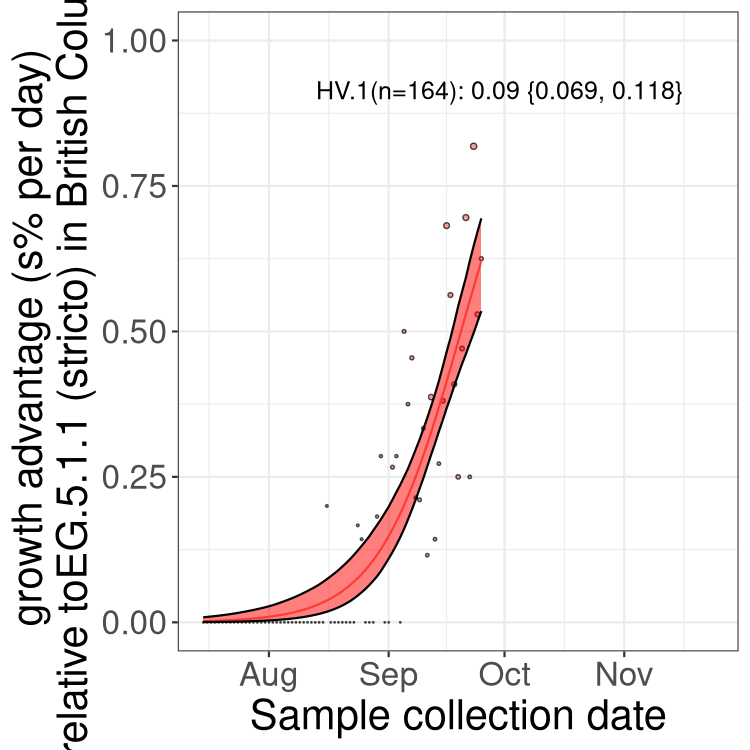 growth advantage (s% per day)
relative toEG.5.1.1 (stricto) in British Colu
1.00
0.75
0.50
0.25
0.00
HV.1(n=164): 0.09 {0.069, 0.118}
Aug Sep Oct Nov
Sample collection date